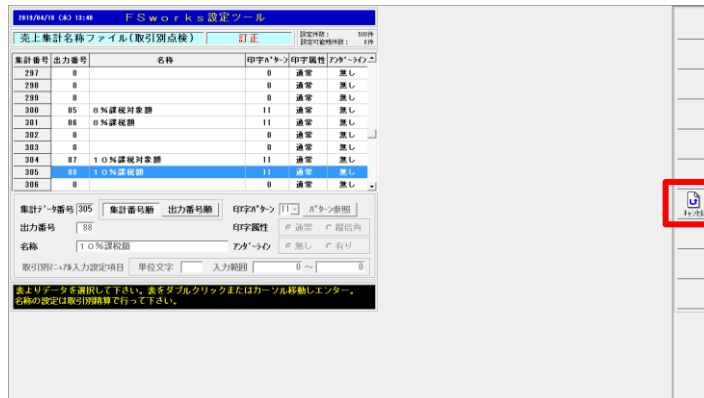 2019/04/18 (木) 13:40 ＦＳｗｏｒｋｓ設定ツール
売上集計名称ファイル(取引別点検) 訂正 設定件数： 500件
設定可能残件数： 0件
集計番号 出力番号 名称 印字ﾊﾟﾀｰﾝ 印字属性 ｱﾝﾀﾞｰﾗｲﾝ
297 0 0 通常 無し
298 0 0 通常 無し
299 0 0 通常 無し
300 85 ８％課税対象額 11 通常 無し
301 86 ８％課税額 11 通常 無し
302 0 0 通常 無し
303 0 0 通常 無し
304 87 １０％課税対象額 11 通常 無し
305 88 １０％課税額 11 通常 無し
306 0 0 通常 無し
集計ﾃﾞｰﾀ番号 305 集計番号順 出力番号順 印字ﾊﾟﾀｰﾝ 11 ﾊﾟﾀｰﾝ参照
出力番号 88 印字属性 通常 縦倍角
名称 １０％課税額 ｱﾝﾀﾞｰﾗｲﾝ 無し 有り
取引別ﾏﾆｭｱﾙ入力設定項目 単位文字 入力範囲 0 ～ 0
表よりデータを選択して下さい。表をダブルクリックまたはカーソル移動しエンター。
名称の設定は取引別精算で行って下さい。
ｷｬﾝｾﾙ